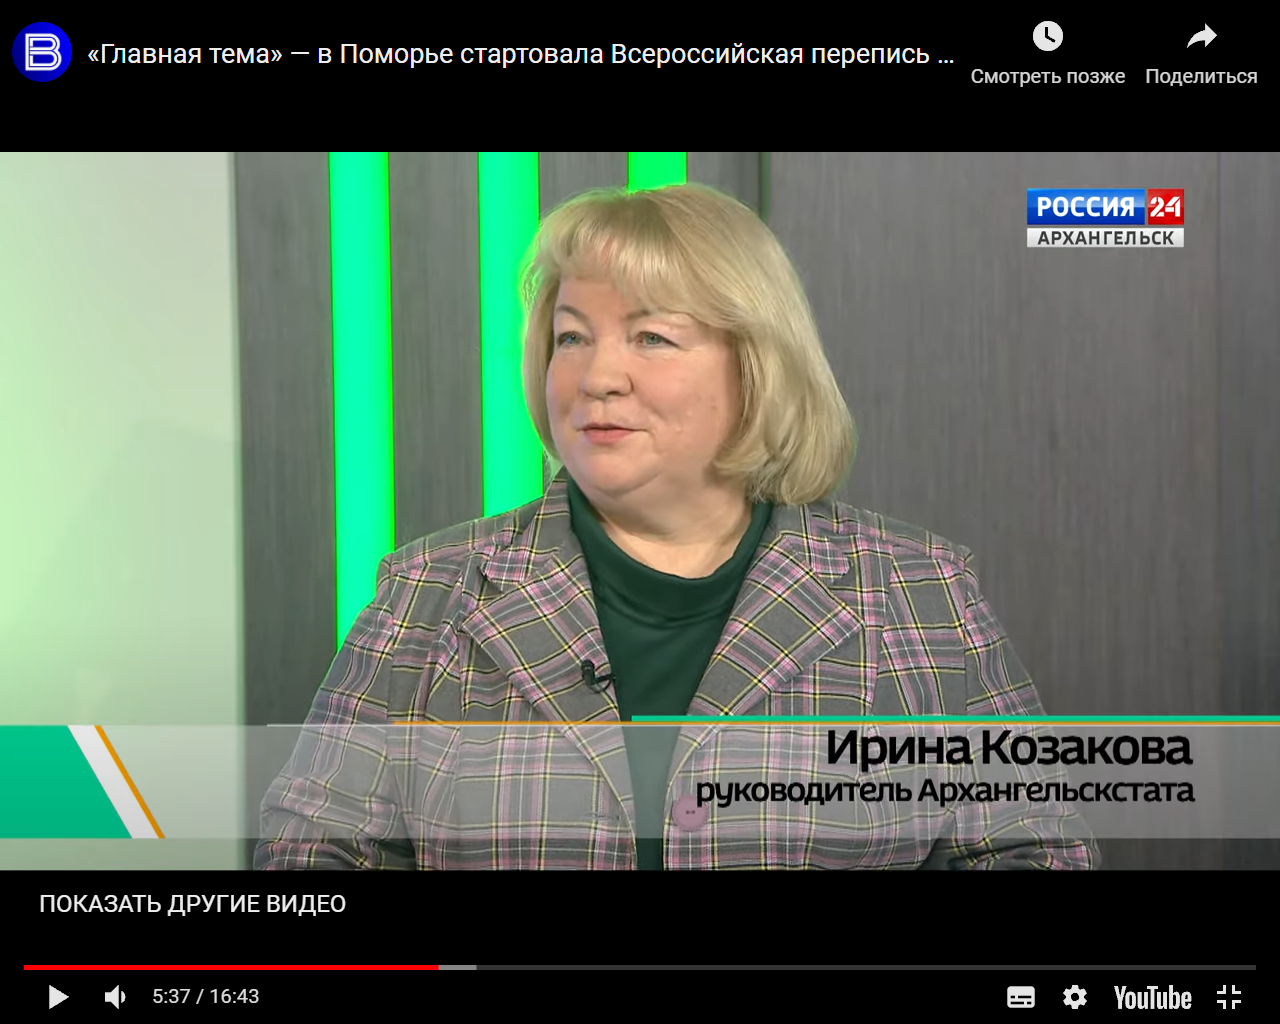 В
«Главная тема» — в Поморье стартовала Всероссийская перепись ...
Смотреть позже
Поделиться
РОССИЯ 24
АРХАНГЕЛЬСК
Ирина Козакова
руководитель Архангельскстата
ПОКАЗАТЬ ДРУГИЕ ВИДЕО
5:37 / 16:43
YouTube